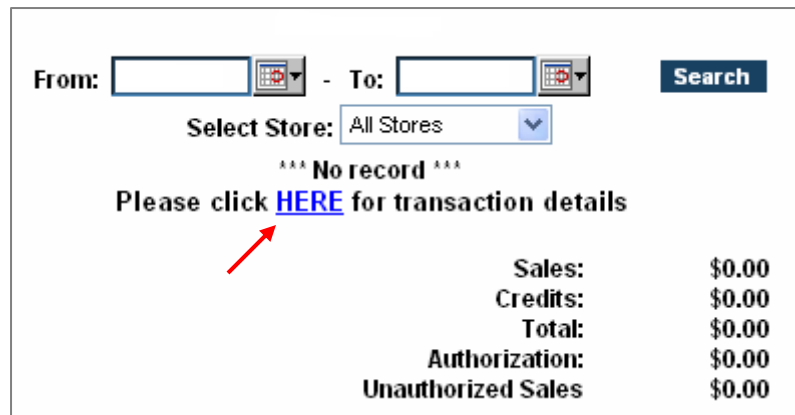 From: - To: Search
Select Store: All Stores
*** No record ***
Please click HERE for transaction details
Sales: $0.00
Credits: $0.00
Total: $0.00
Authorization: $0.00
Unauthorized Sales $0.00